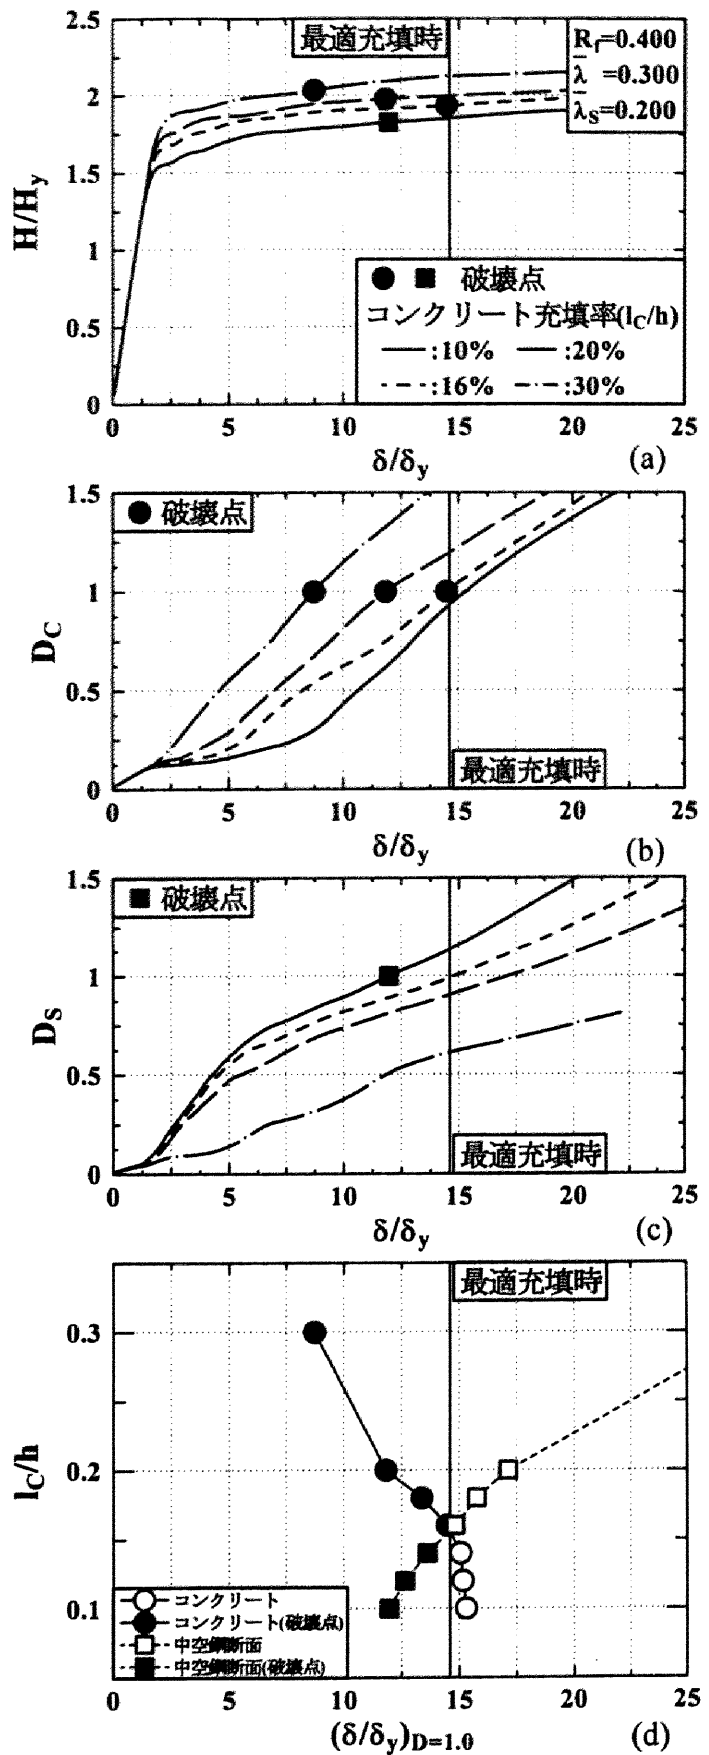 最適充填時
R_f=0.400
λ̄ =0.300
λ̄_S=0.200
2.5
2
1.5
1
0.5
0
H/H_y
● ■ 破壊点
コンクリート充填率(l_C/h)
:10% :20%
:16% :30%
0 5 10 15 20 25
δ/δ_y
(a)
● 破壊点
1.5
1
0.5
0
D_C
最適充填時
0 5 10 15 20 25
δ/δ_y
(b)
■ 破壊点
1.5
1
0.5
0
D_S
最適充填時
0 5 10 15 20 25
δ/δ_y
(c)
最適充填時
0.3
0.2
0.1
l_C/h
コンクリート
コンクリート(破壊点)
中空鋼断面
中空鋼断面(破壊点)
0 5 10 15 20 25
(δ/δ_y)_{D=1.0}
(d)